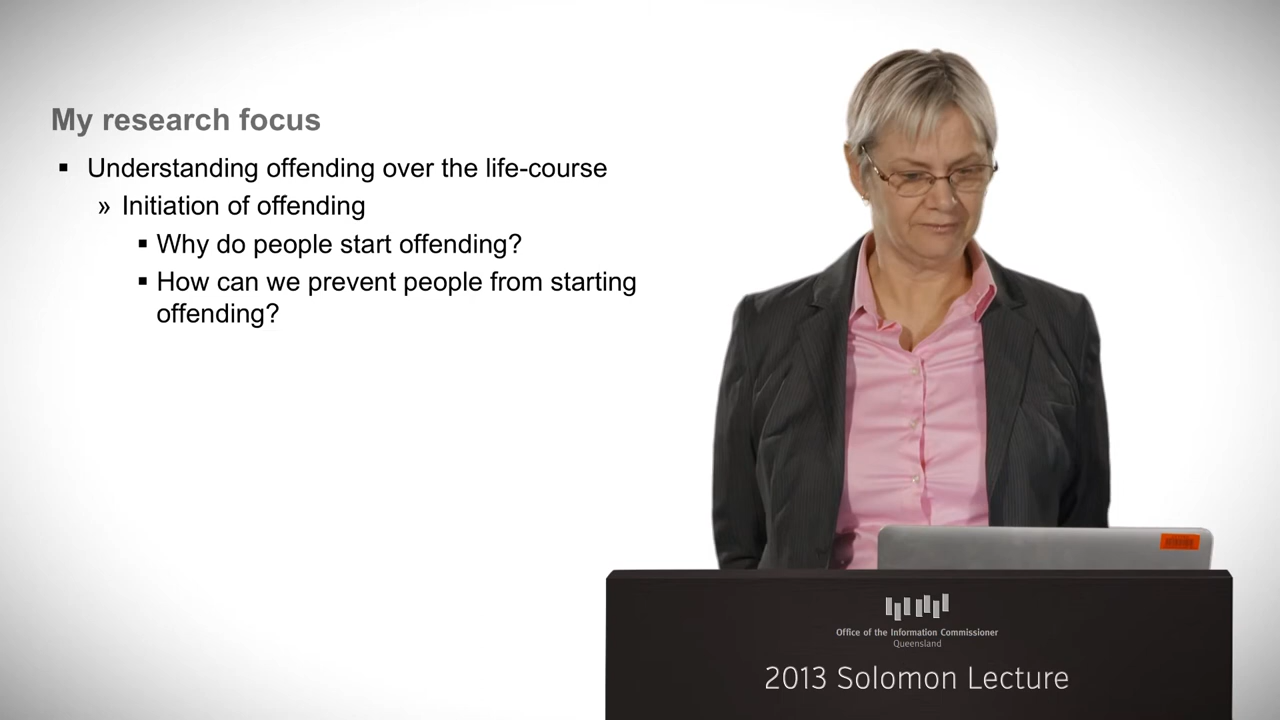 My research focus
▪ Understanding offending over the life-course
» Initiation of offending
▪ Why do people start offending?
▪ How can we prevent people from starting
offending?
Office of the Information Commissioner
Queensland
2013 Solomon Lecture